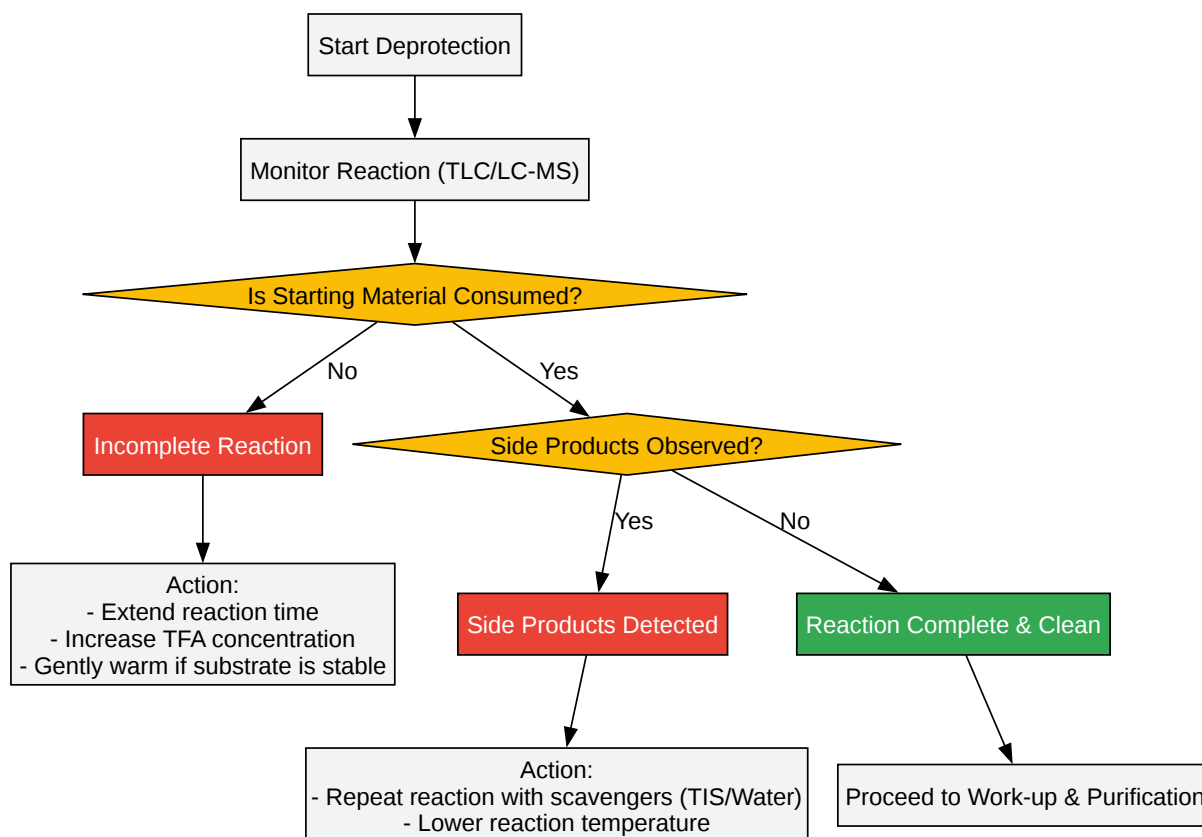 Start Deprotection
Monitor Reaction (TLC/LC-MS)
Is Starting Material Consumed?
No
Yes
Incomplete Reaction
Side Products Observed?
Yes
No
Action:
- Extend reaction time
- Increase TFA concentration
- Gently warm if substrate is stable
Side Products Detected
Reaction Complete & Clean
Action:
- Repeat reaction with scavengers (TIS/Water)
- Lower reaction temperature
Proceed to Work-up & Purification